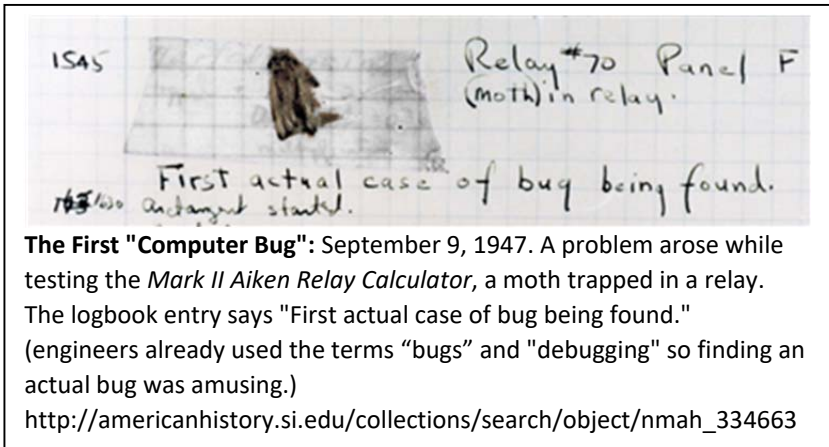 1545
Relay #70 Panel F
(moth) in relay.
First actual case of bug being found.
1630 Antangent started.
The First "Computer Bug": September 9, 1947. A problem arose while
testing the Mark II Aiken Relay Calculator, a moth trapped in a relay.
The logbook entry says "First actual case of bug being found."
(engineers already used the terms “bugs” and "debugging" so finding an
actual bug was amusing.)
http://americanhistory.si.edu/collections/search/object/nmah_334663